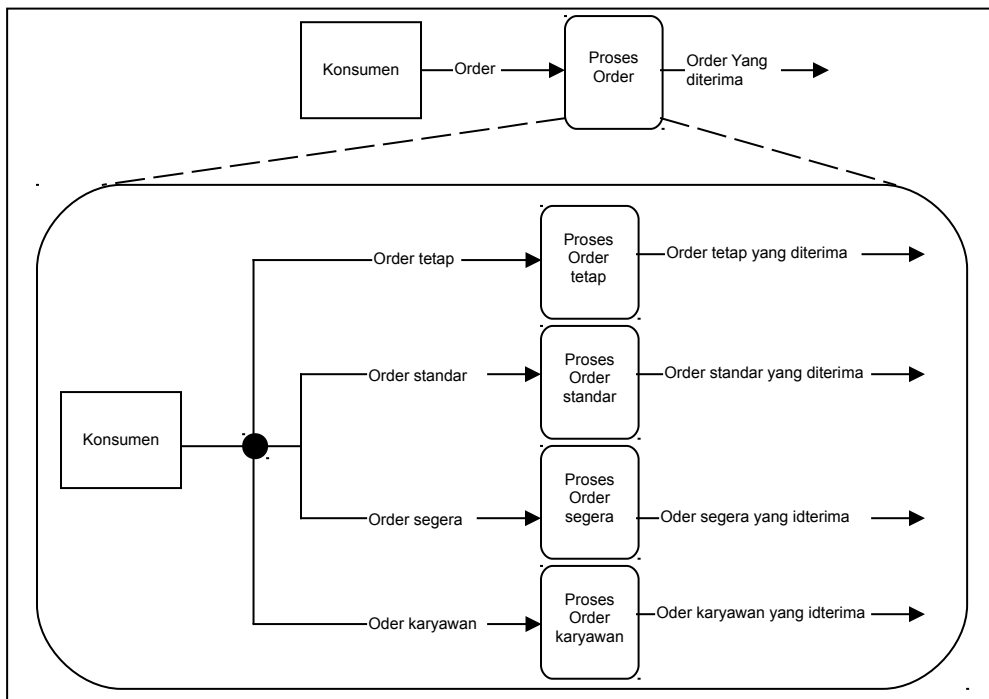 Konsumen
Order
Proses
Order
Order Yang
diterima
Order tetap
Proses
Order
tetap
Order tetap yang diterima
Order standar
Proses
Order
standar
Order standar yang diterima
Konsumen
Order segera
Proses
Order
segera
Oder segera yang idterima
Oder karyawan
Proses
Order
karyawan
Oder karyawan yang idterima